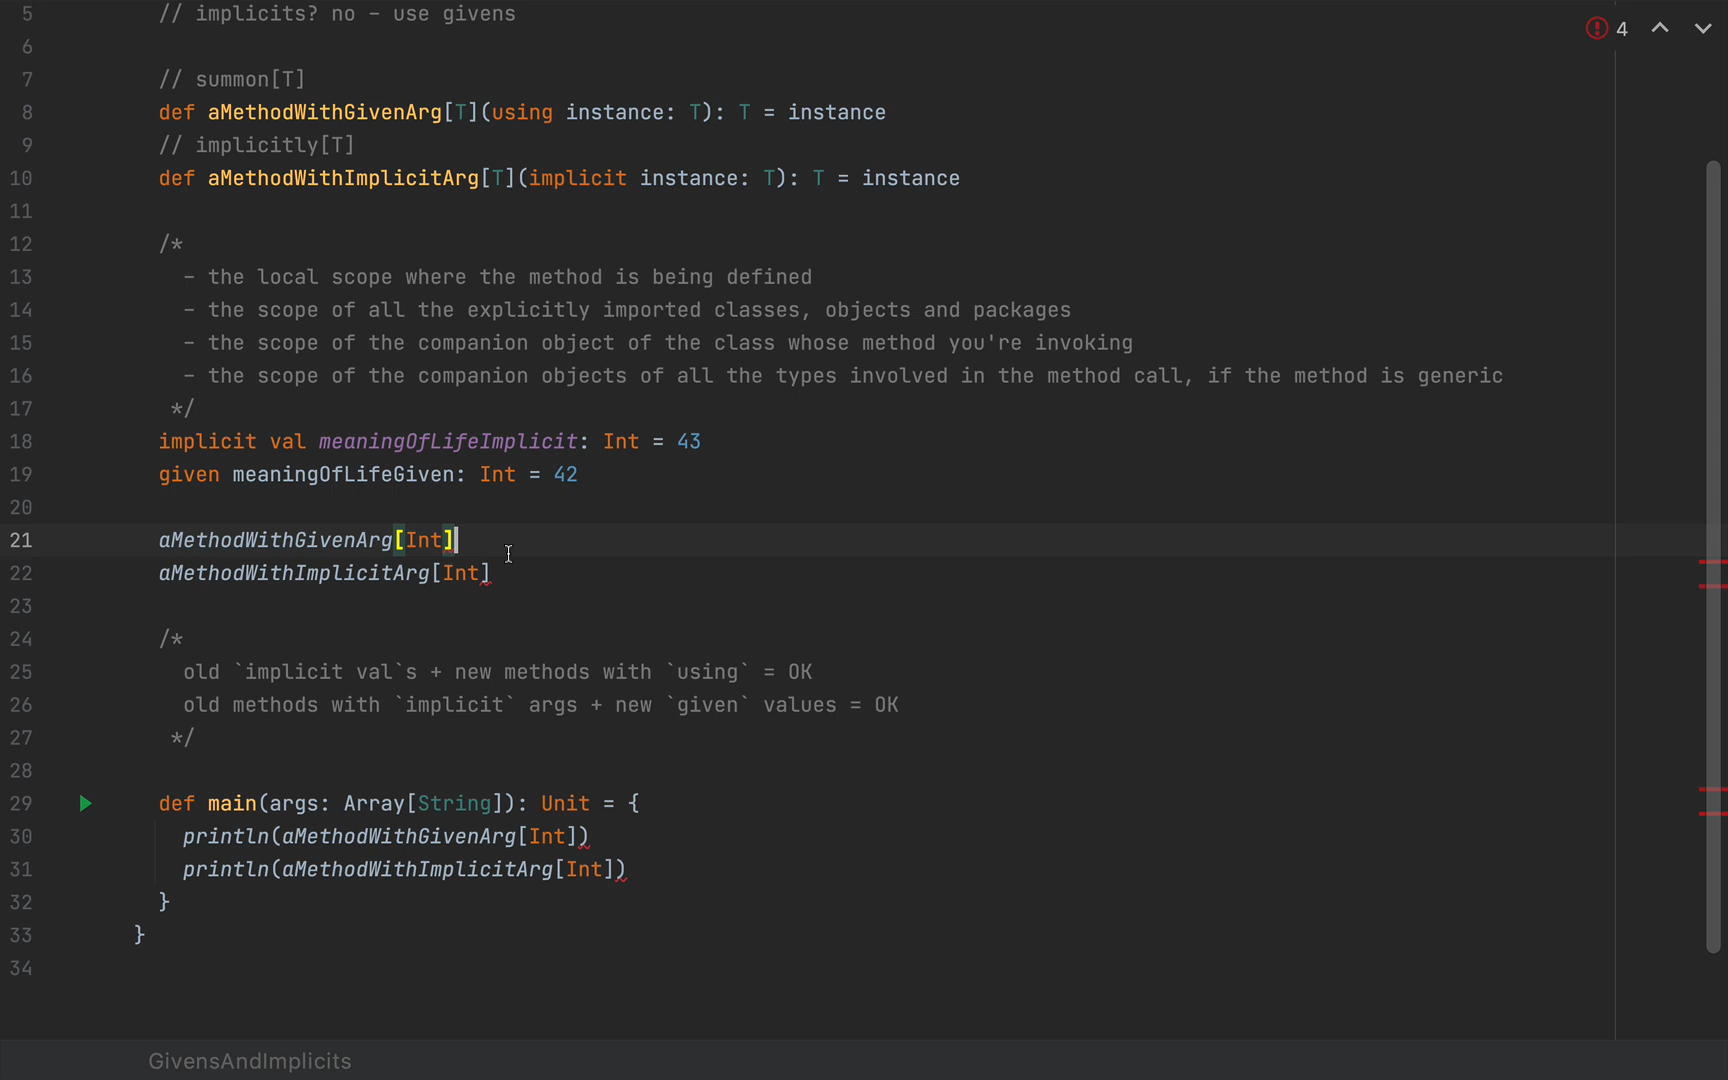 5 // implicits? no – use givens
4
6
7 // summon[T]
8 def aMethodWithGivenArg[T](using instance: T): T = instance
9 // implicitly[T]
10 def aMethodWithImplicitArg[T](implicit instance: T): T = instance
11
12 /*
13 - the local scope where the method is being defined
14 - the scope of all the explicitly imported classes, objects and packages
15 - the scope of the companion object of the class whose method you're invoking
16 - the scope of the companion objects of all the types involved in the method call, if the method is generic
17 */
18 implicit val meaningOfLifeImplicit: Int = 43
19 given meaningOfLifeGiven: Int = 42
20
21 aMethodWithGivenArg[Int]
22 aMethodWithImplicitArg[Int]
23
24 /*
25 old `implicit val`s + new methods with `using` = OK
26 old methods with `implicit` args + new `given` values = OK
27 */
28
29 def main(args: Array[String]): Unit = {
30 println(aMethodWithGivenArg[Int])
31 println(aMethodWithImplicitArg[Int])
32 }
33 }
34
GivensAndImplicits